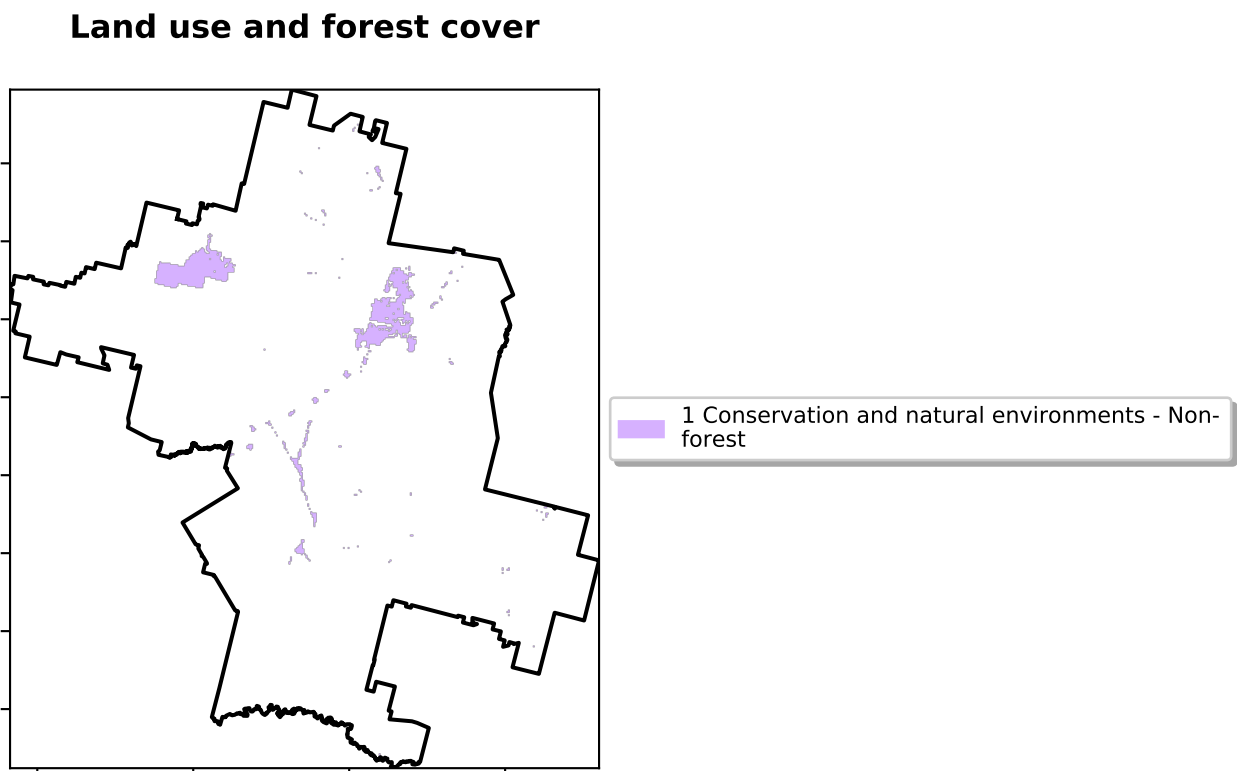 Land use and forest cover
1 Conservation and natural environments - Non-
forest